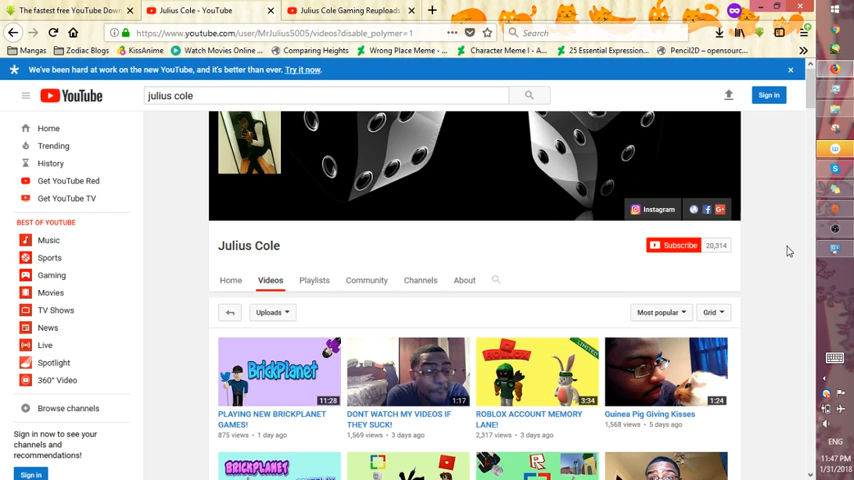 The fastest free YouTube Down
Julius Cole - YouTube
Julius Cole Gaming Reuploads
https://www.youtube.com/user/MrJulius5005/videos?disable_polymer=1
Search
Mangas
Zodiac Blogs
KissAnime
Watch Movies Online ...
Comparing Heights
Wrong Place Meme - ...
Character Meme I - A...
25 Essential Expression...
Pencil2D – opensourc...
We've been hard at work on the new YouTube, and it's better than ever. Try it now.
YouTube
julius cole
Sign in
Home
Trending
History
Get YouTube Red
Get YouTube TV
BEST OF YOUTUBE
Music
Sports
Gaming
Movies
TV Shows
News
Live
Spotlight
360° Video
Browse channels
Sign in now to see your
channels and
recommendations!
Sign in
Instagram
Julius Cole
Subscribe 20,314
Home Videos Playlists Community Channels About
Uploads
Most popular
Grid
BRICKPLANET
11:28
PLAYING NEW BRICKPLANET
GAMES!
875 views • 1 day ago
1:17
DONT WATCH MY VIDEOS IF
THEY SUCK!
1,569 views • 3 days ago
ROBLOX
LIMITED
3:34
ROBLOX ACCOUNT MEMORY
LANE!
2,317 views • 3 days ago
1:24
Guinea Pig Giving Kisses
1,568 views • 5 days ago
BRICKPLANET
ENG
11:47 PM
1/31/2018